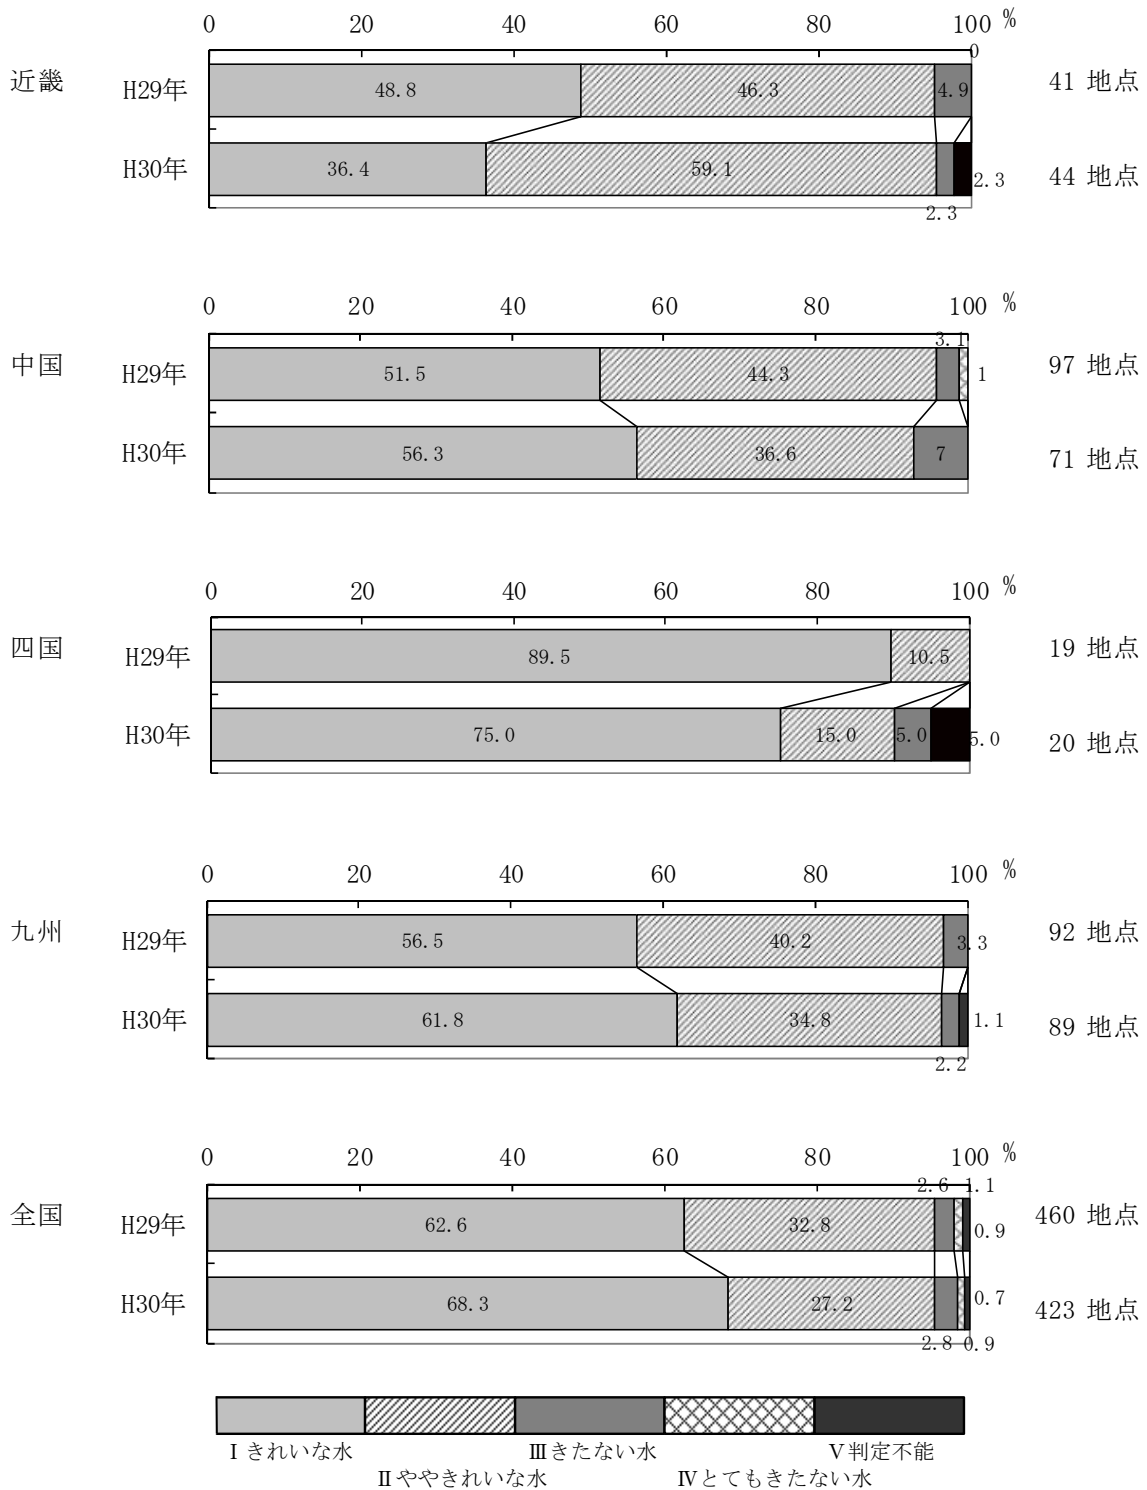 0 20 40 60 80 100 %
0
近畿 H29年 48.8 46.3 4.9 41 地点
H30年 36.4 59.1 2.3 44 地点
2.3
0 20 40 60 80 100 %
3.1
中国 H29年 51.5 44.3 1 97 地点
H30年 56.3 36.6 7 71 地点
0 20 40 60 80 100 %
四国 H29年 89.5 10.5 19 地点
H30年 75.0 15.0 5.0 5.0 20 地点
0 20 40 60 80 100 %
九州 H29年 56.5 40.2 3.3 92 地点
H30年 61.8 34.8 1.1 89 地点
2.2
0 20 40 60 80 100 %
2.6 1.1
全国 H29年 62.6 32.8 0.9 460 地点
H30年 68.3 27.2 0.7 423 地点
2.8 0.9
Ⅰきれいな水 Ⅲきたない水 Ⅴ判定不能
Ⅱややきれいな水 Ⅳとてもきたない水